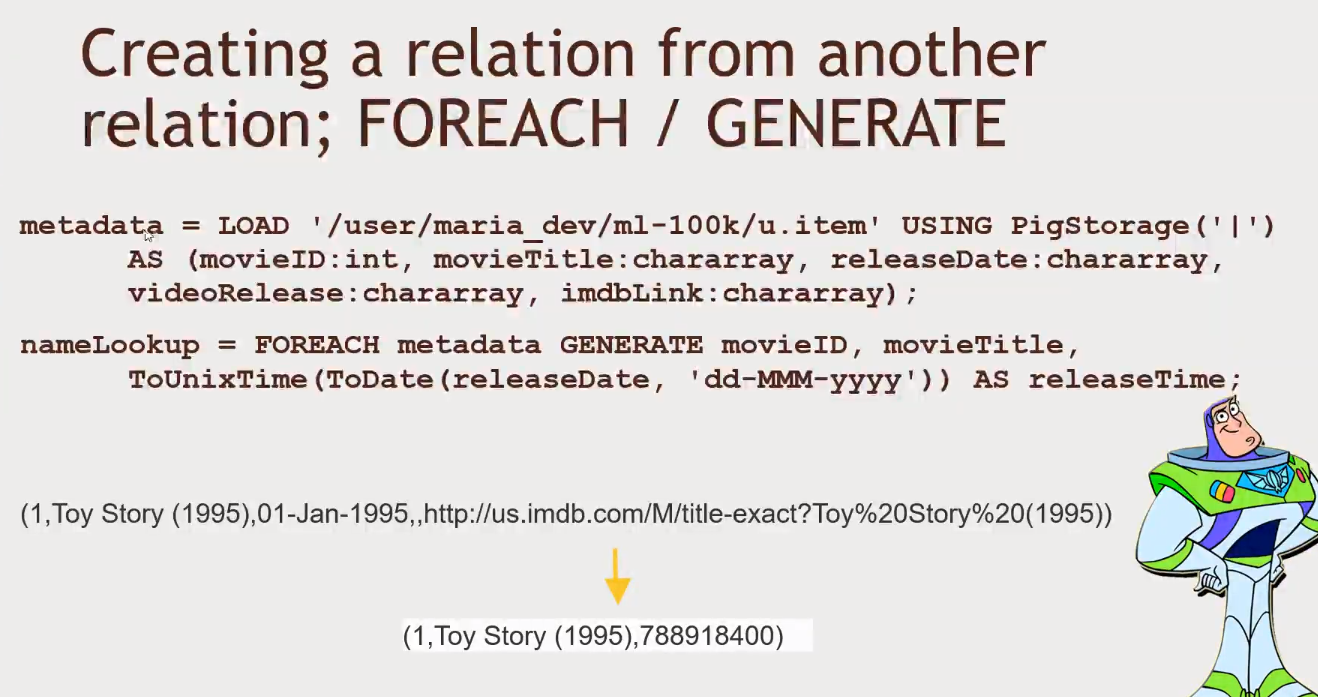 Creating a relation from another
relation; FOREACH / GENERATE
metadata = LOAD '/user/maria_dev/ml-100k/u.item' USING PigStorage('|')
AS (movieID:int, movieTitle:chararray, releaseDate:chararray,
videoRelease:chararray, imdbLink:chararray);
nameLookup = FOREACH metadata GENERATE movieID, movieTitle,
ToUnixTime(ToDate(releaseDate, 'dd-MMM-yyyy')) AS releaseTime;
(1,Toy Story (1995),01-Jan-1995,,http://us.imdb.com/M/title-exact?Toy%20Story%20(1995))
(1,Toy Story (1995),788918400)